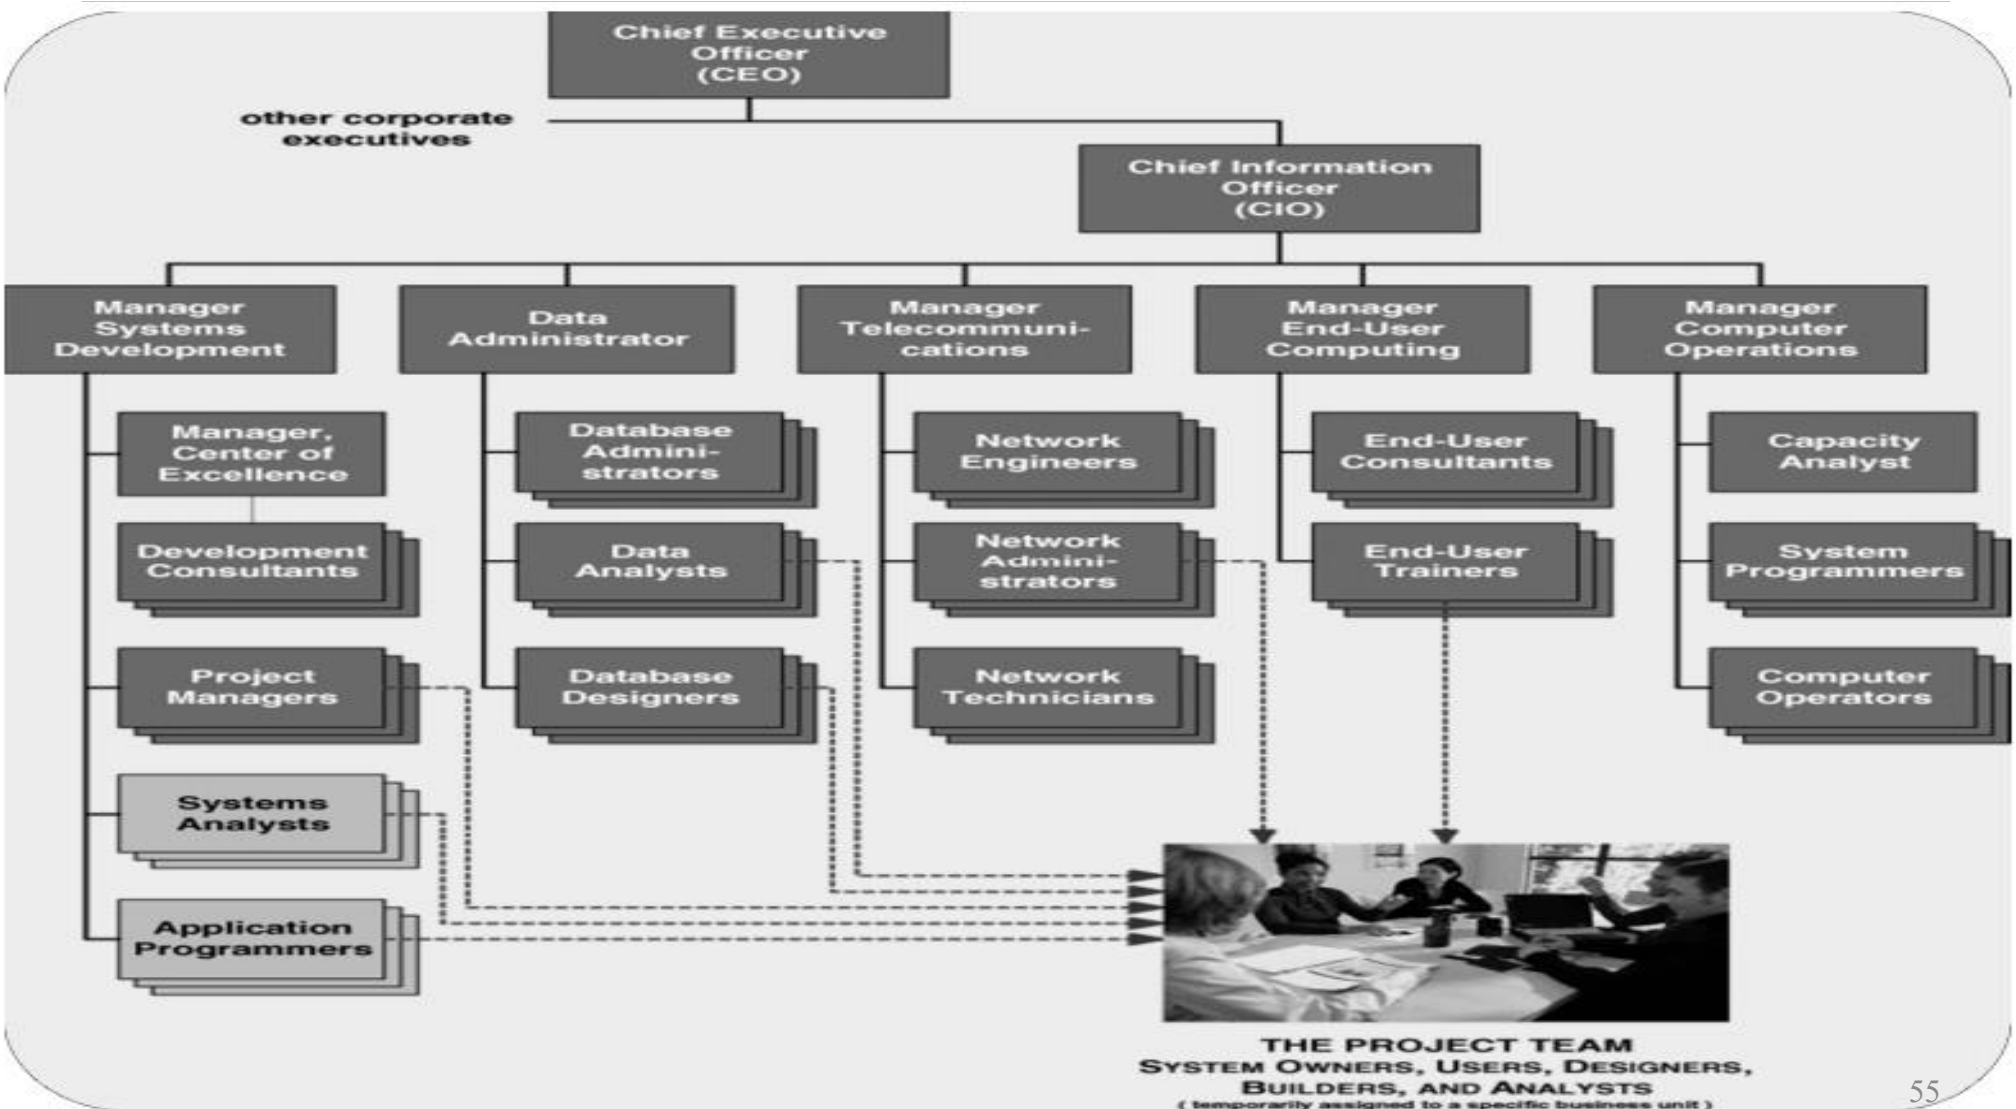 Chief Executive
Officer
(CEO)
other corporate
executives
Chief Information
Officer
(CIO)
Manager
Systems
Development
Data
Administrator
Manager
Telecommuni-
cations
Manager
End-User
Computing
Manager
Computer
Operations
Manager,
Center of
Excellence
Database
Admini-
strators
Network
Engineers
End-User
Consultants
Capacity
Analyst
Development
Consultants
Data
Analysts
Network
Admini-
strators
End-User
Trainers
System
Programmers
Project
Managers
Database
Designers
Network
Technicians
Computer
Operators
Systems
Analysts
Application
Programmers
THE PROJECT TEAM
SYSTEM OWNERS, USERS, DESIGNERS,
BUILDERS, AND ANALYSTS
( temporarily assigned to a specific business unit )
55